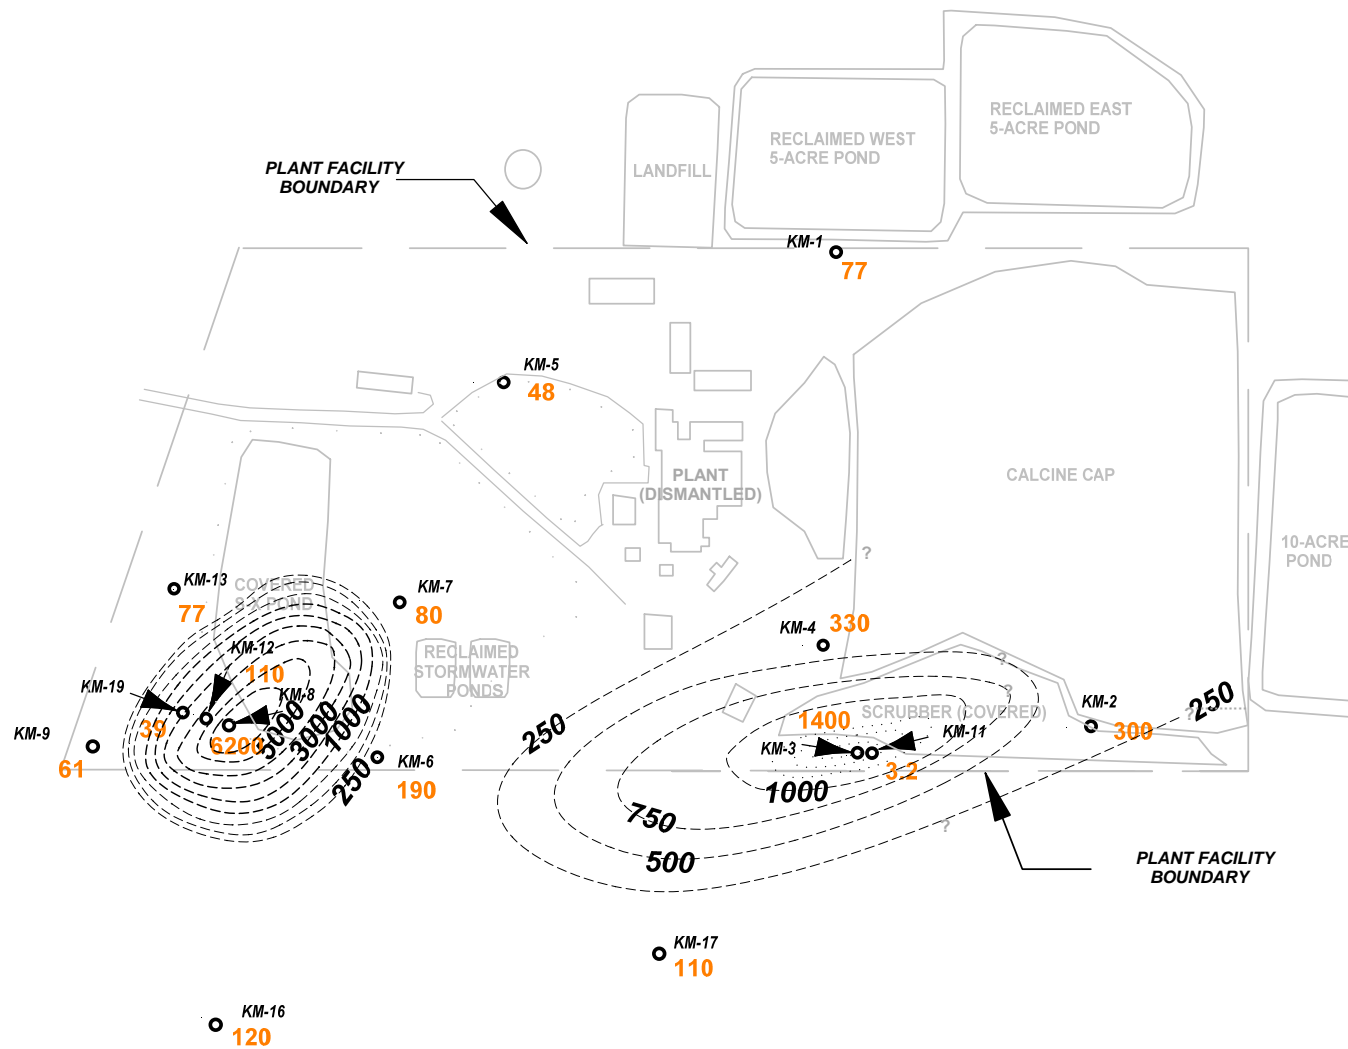 RECLAIMED EAST
5-ACRE POND
RECLAIMED WEST
5-ACRE POND
LANDFILL
PLANT FACILITY
BOUNDARY
KM-1
77
KM-5
48
PLANT
(DISMANTLED)
CALCINE CAP
10-ACRE
POND
?
KM-13
77
COVERED
S-X POND
KM-7
80
KM-4
330
KM-12
110
RECLAIMED
STORMWATER
PONDS
?
?
KM-19
39
KM-8
6200
5000
3000
1000
250
KM-9
61
KM-6
190
250
1400
SCRUBBER (COVERED)
KM-3
KM-11
3.2
KM-2
300
?
250
1000
750
500
?
PLANT FACILITY
BOUNDARY
KM-17
110
KM-16
120